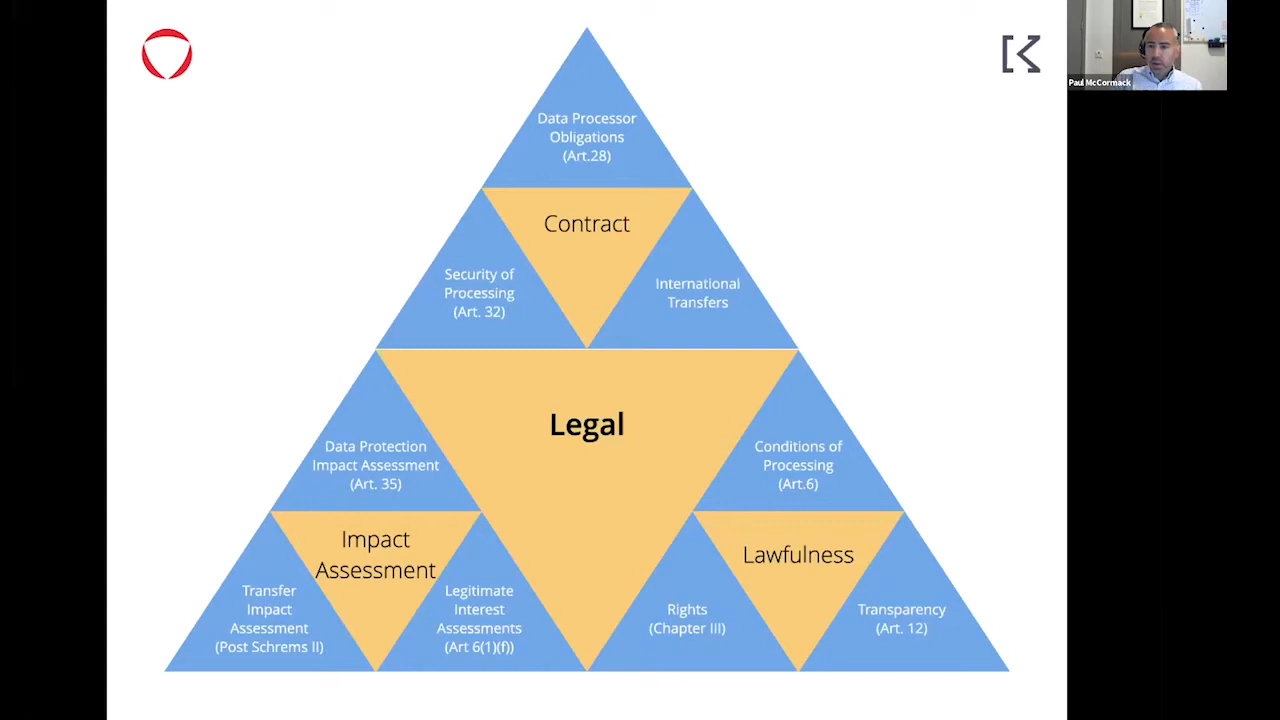 Paul McCormack
Data Processor
Obligations
(Art.28)
Contract
Security of
Processing
(Art. 32)
International
Transfers
Legal
Data Protection
Impact Assessment
(Art. 35)
Conditions of
Processing
(Art.6)
Impact
Assessment
Lawfulness
Transfer
Impact
Assessment
(Post Schrems II)
Legitimate
Interest
Assessments
(Art 6(1)(f))
Rights
(Chapter III)
Transparency
(Art. 12)